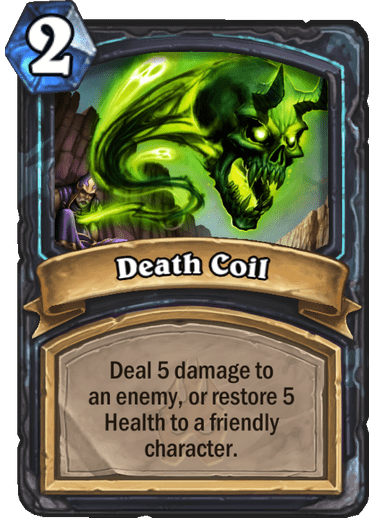 2
Death Coil
Deal 5 damage to
an enemy, or restore 5
Health to a friendly
character.